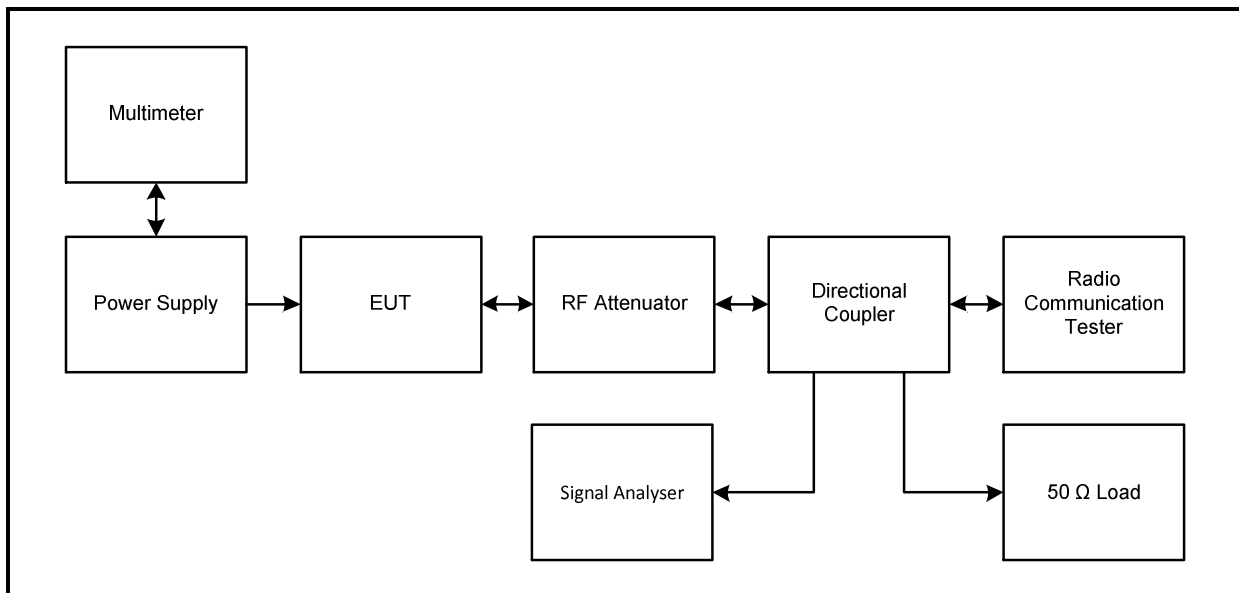 Multimeter
Power Supply
EUT
RF Attenuator
Directional
Coupler
Radio
Communication
Tester
Signal Analyser
50 Ω Load